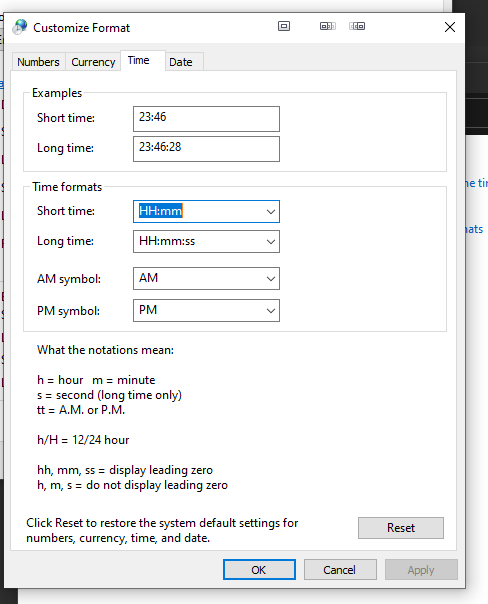 Customize Format
Numbers Currency Time Date
Examples
Short time: 23:46
Long time: 23:46:28
Time formats
Short time: HH:mm
Long time: HH:mm:ss
AM symbol: AM
PM symbol: PM
What the notations mean:
h = hour m = minute
s = second (long time only)
tt = A.M. or P.M.
h/H = 12/24 hour
hh, mm, ss = display leading zero
h, m, s = do not display leading zero
Click Reset to restore the system default settings for
numbers, currency, time, and date.
Reset
OK Cancel Apply